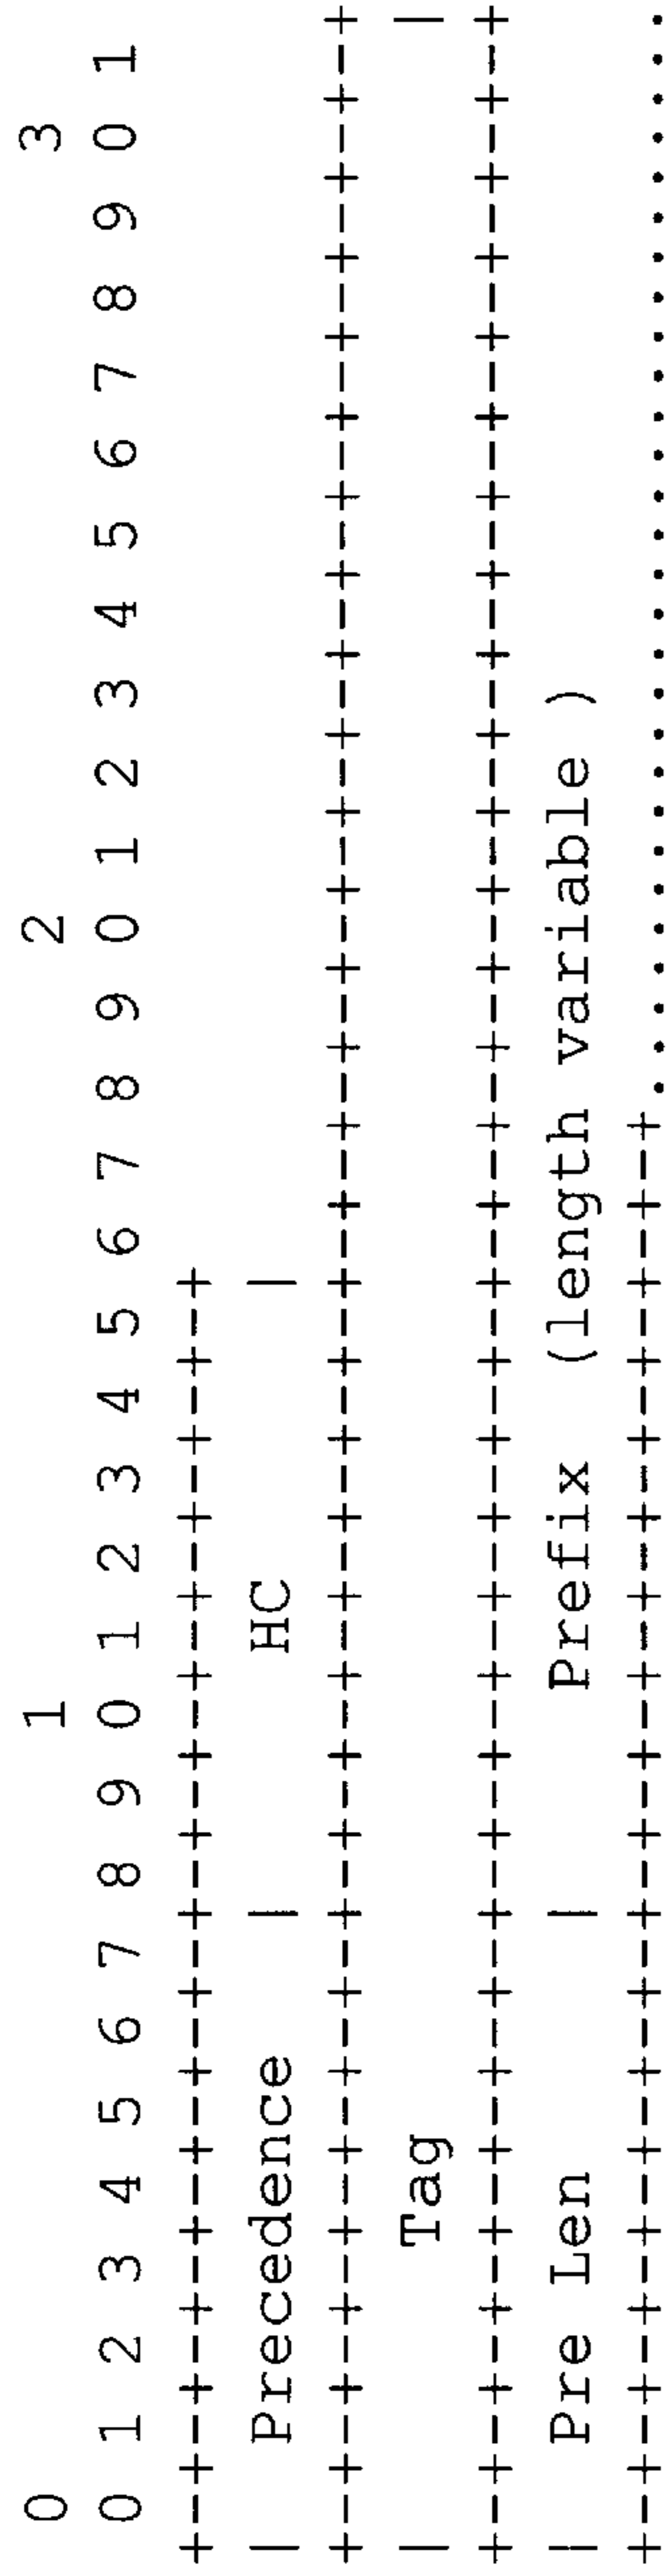 0                   1                   2                   3
 0 1 2 3 4 5 6 7 8 9 0 1 2 3 4 5 6 7 8 9 0 1 2 3 4 5 6 7 8 9 0 1
+-+-+-+-+-+-+-+-+-+-+-+-+-+-+-+-+
|  Precedence   |      HC       |
+-+-+-+-+-+-+-+-+-+-+-+-+-+-+-+-+-+-+-+-+-+-+-+-+-+-+-+-+-+-+-+-+
|       Tag                                                     |
+-+-+-+-+-+-+-+-+-+-+-+-+-+-+-+-+-+-+-+-+-+-+-+-+-+-+-+-+-+-+-+-+
|  Pre Len      |     Prefix  (length variable )
+-+-+-+-+-+-+-+-+-+-+-+-+-+-+-+-+-+-+............................